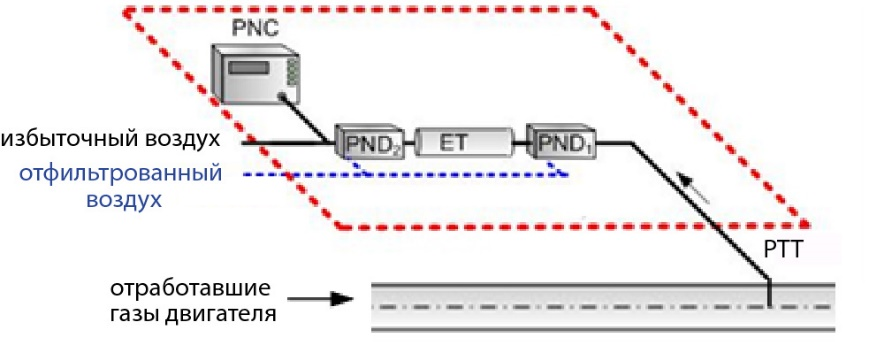 PNC
избыточный воздух
PND2
ET
PND1
отфильтрованный
воздух
PTT
отработавшие
газы двигателя